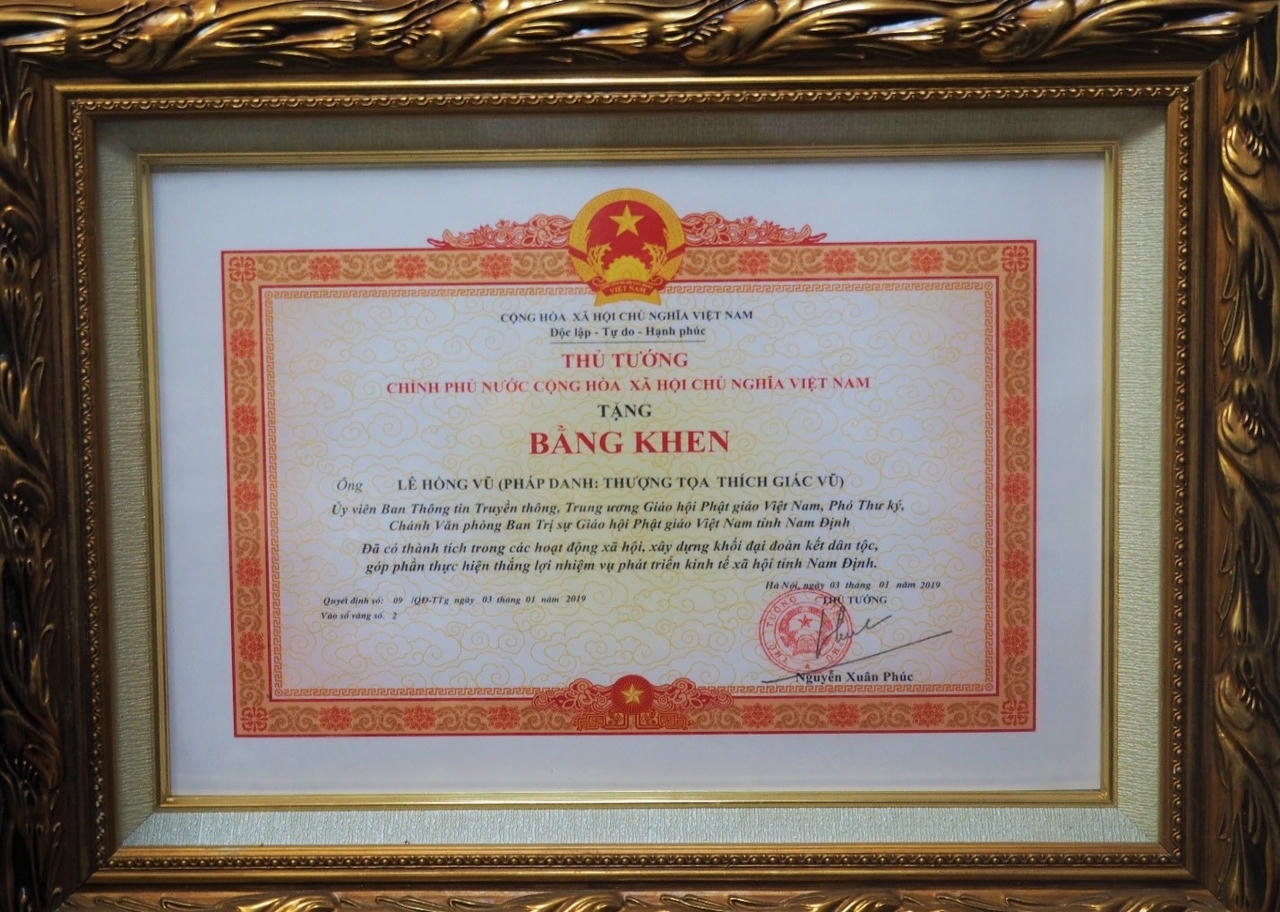 VIỆT NAM
CỘNG HÒA XÃ HỘI CHỦ NGHĨA VIỆT NAM
Độc lập - Tự do - Hạnh phúc
THỦ TƯỚNG
CHÍNH PHỦ NƯỚC CỘNG HÒA XÃ HỘI CHỦ NGHĨA VIỆT NAM
TẶNG
BẰNG KHEN
Ông LÊ HỒNG VŨ (PHÁP DANH: THƯỢNG TỌA THÍCH GIÁC VŨ)
Ủy viên Ban Thông tin Truyền thông, Trung ương Giáo hội Phật giáo Việt Nam, Phó Thư ký,
Chánh Văn phòng Ban Trị sự Giáo hội Phật giáo Việt Nam tỉnh Nam Định
Đã có thành tích trong các hoạt động xã hội, xây dựng khối đại đoàn kết dân tộc,
góp phần thực hiện thắng lợi nhiệm vụ phát triển kinh tế xã hội tỉnh Nam Định.
Hà Nội, ngày 03 tháng 01 năm 2019
Quyết định số: 09 /QĐ-TTg ngày 03 tháng 01 năm 2019
THỦ TƯỚNG
Vào sổ vàng số. 2
THỦ TƯỚNG
Nguyễn Xuân Phúc